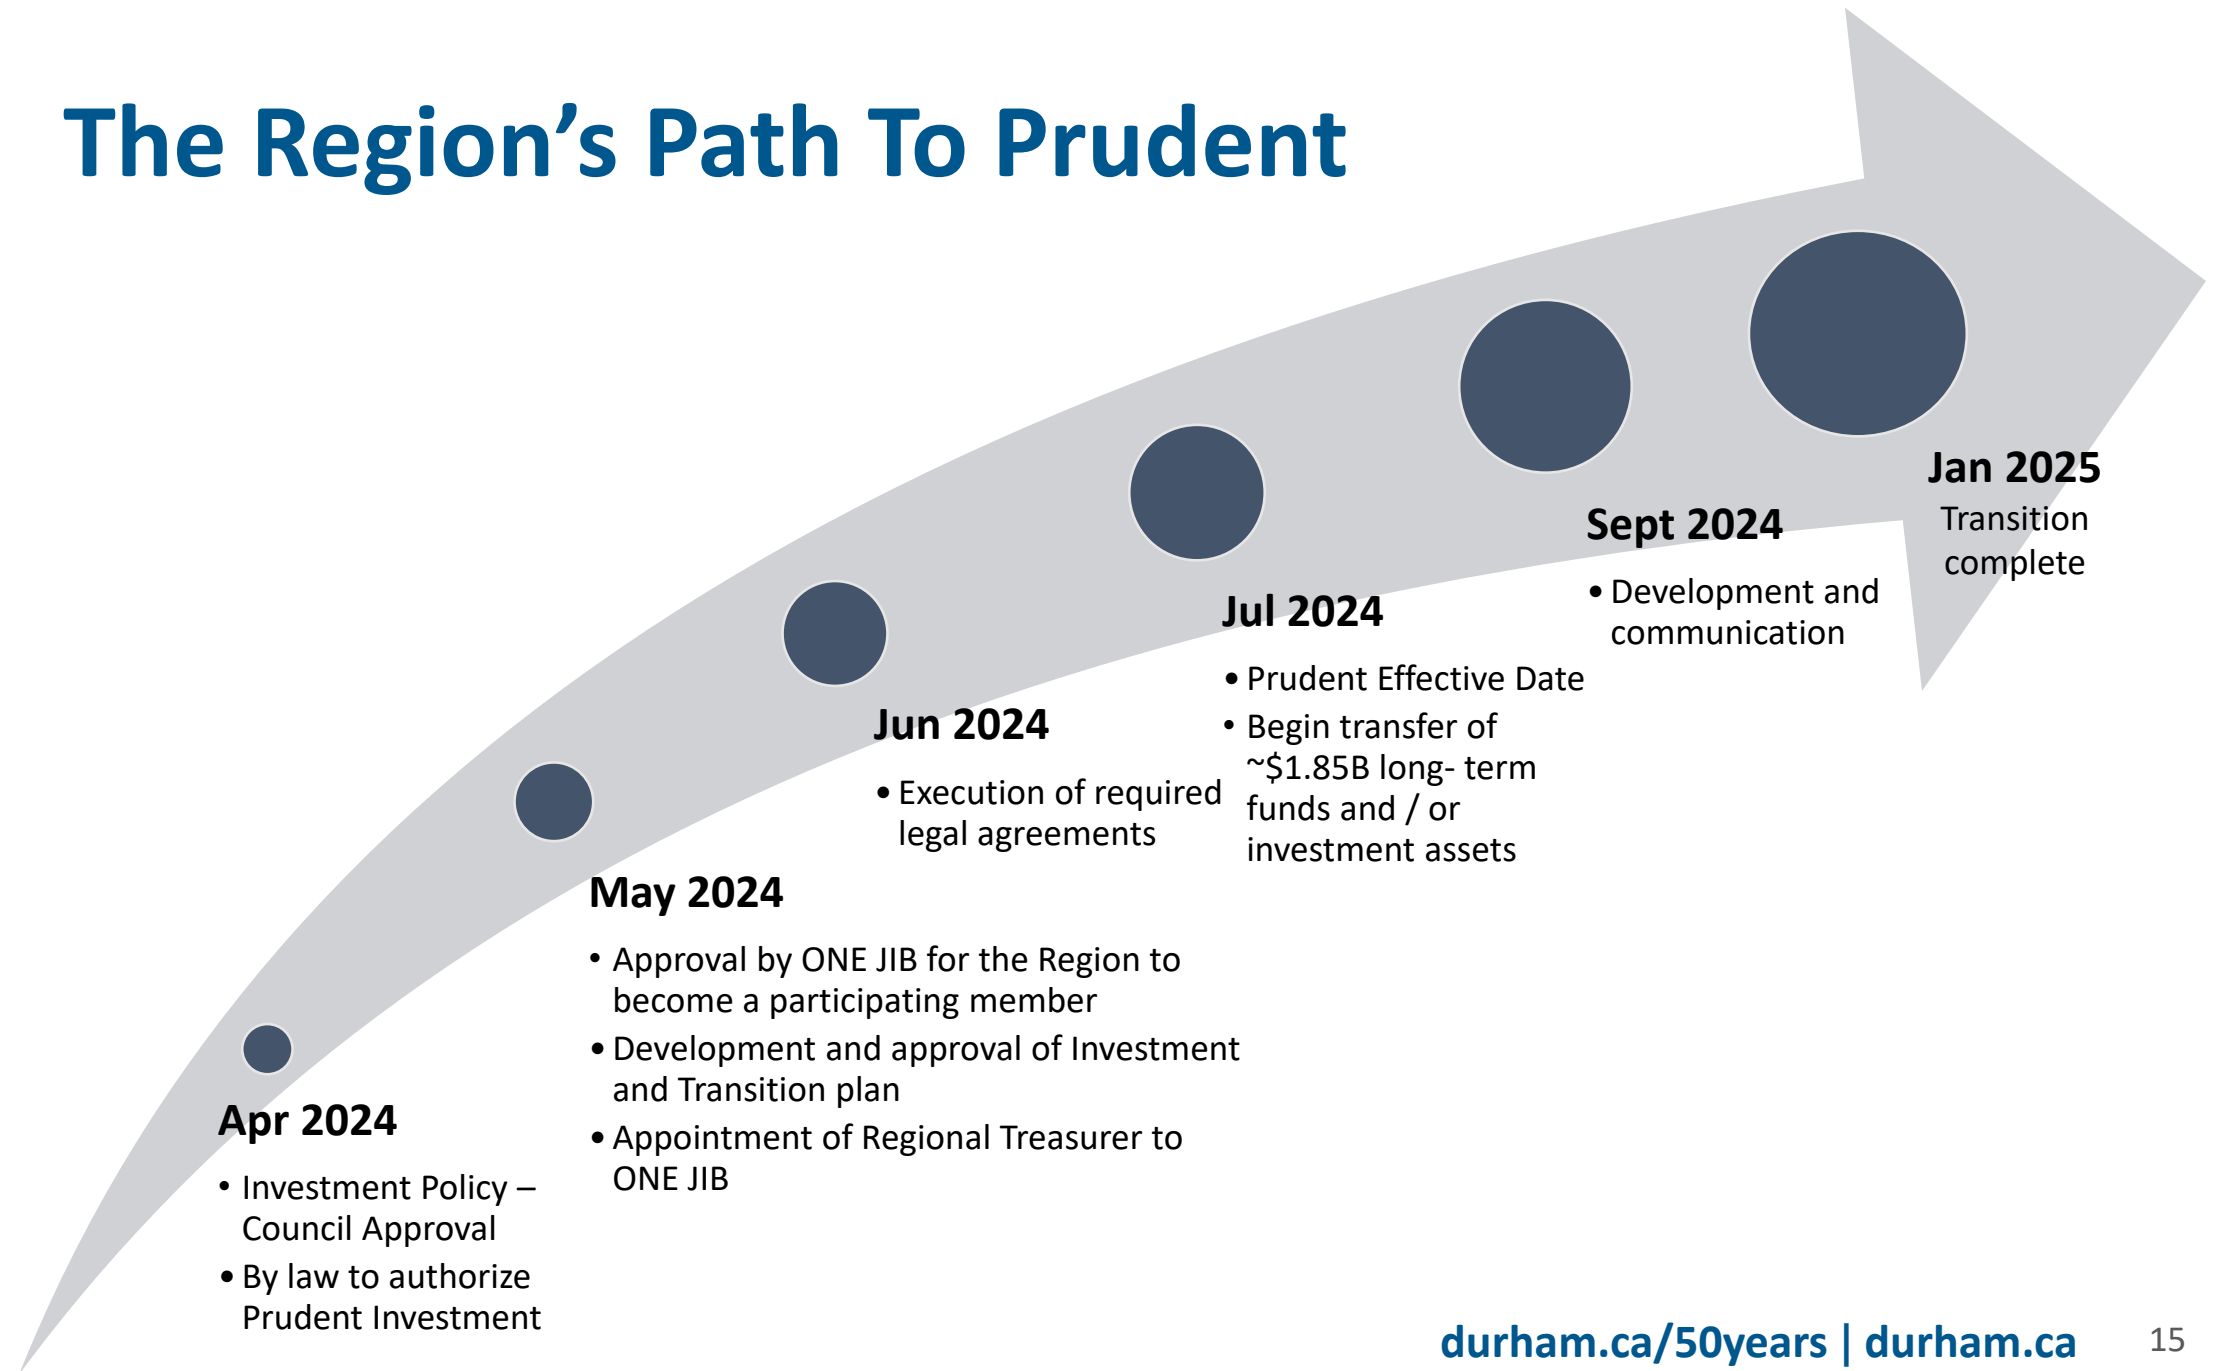 The Region’s Path To Prudent
Apr 2024
• Investment Policy –
Council Approval
• By law to authorize
Prudent Investment
May 2024
• Approval by ONE JIB for the Region to
become a participating member
• Development and approval of Investment
and Transition plan
• Appointment of Regional Treasurer to
ONE JIB
Jun 2024
• Execution of required
legal agreements
Jul 2024
• Prudent Effective Date
• Begin transfer of
~$1.85B long- term
funds and / or
investment assets
Sept 2024
• Development and
communication
Jan 2025
Transition
complete
durham.ca/50years | durham.ca
15